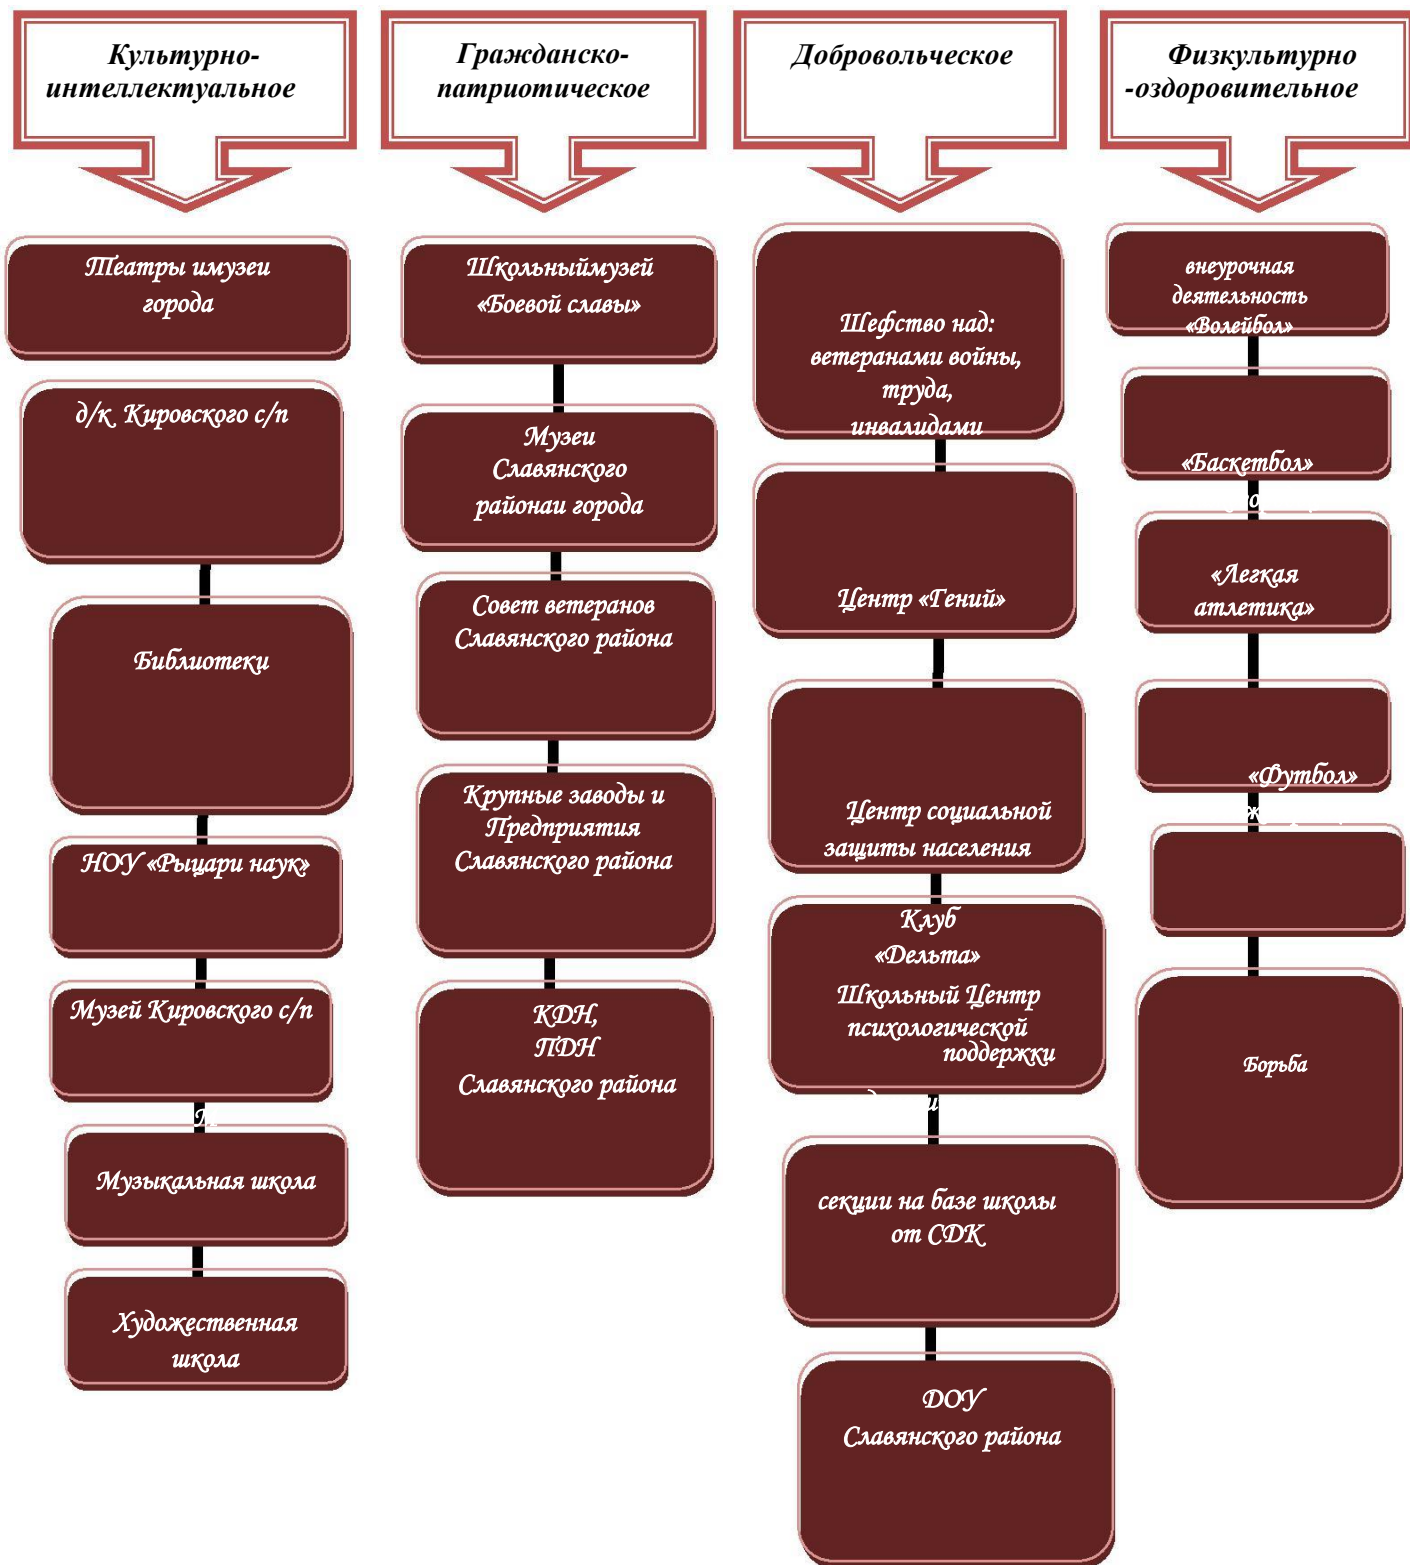 Культурно-
интеллектуальное
Театры имузеи
города
д/к Кировского с/п
Библиотеки
НОУ «Рыцари наук»
Музей Кировского с/п
Музыкальная школа
Художественная
школа
Гражданско-
патриотическое
Школьныймузей
«Боевой славы»
Музеи
Славянского
районаи города
Совет ветеранов
Славянского района
Крупные заводы и
Предприятия
Славянского района
КДН,
ПДН
Славянского района
Добровольческое
Шефство над:
ветеранами войны,
труда,
инвалидами
Центр «Гений»
Центр социальной
защиты населения
Клуб
«Дельта»
Школьный Центр
психологической
поддержки
секции на базе школы
от СДК
ДОУ
Славянского района
Физкультурно
-оздоровительное
внеурочная
деятельность
«Волейбол»
«Баскетбол»
«Легкая
атлетика»
«Футбол»
Борьба